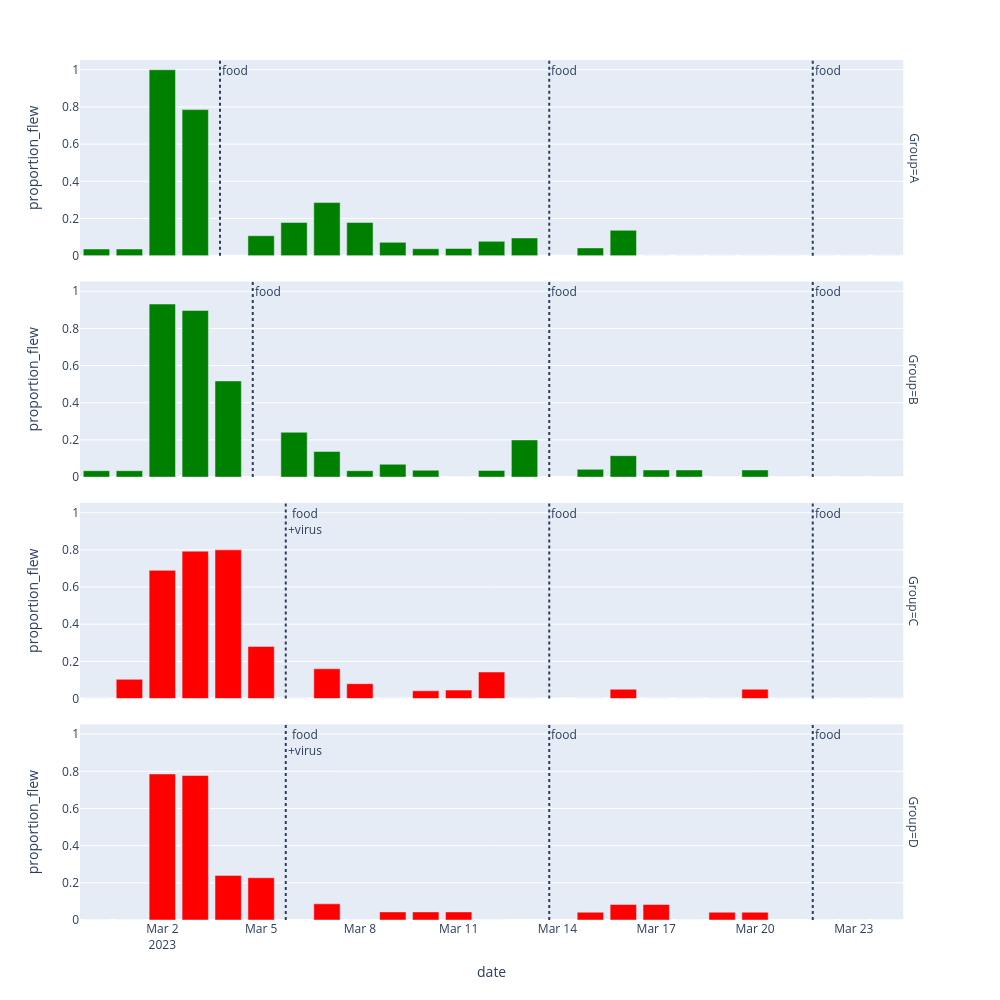 1
0.8
0.6
0.4
0.2
0
proportion_flew
food
food
food
Group=A
1
0.8
0.6
0.4
0.2
0
proportion_flew
food
food
food
Group=B
1
0.8
0.6
0.4
0.2
0
proportion_flew
food
+virus
food
food
Group=C
1
0.8
0.6
0.4
0.2
0
proportion_flew
food
+virus
food
food
Group=D
Mar 2 Mar 5 Mar 8 Mar 11 Mar 14 Mar 17 Mar 20 Mar 23
2023
date